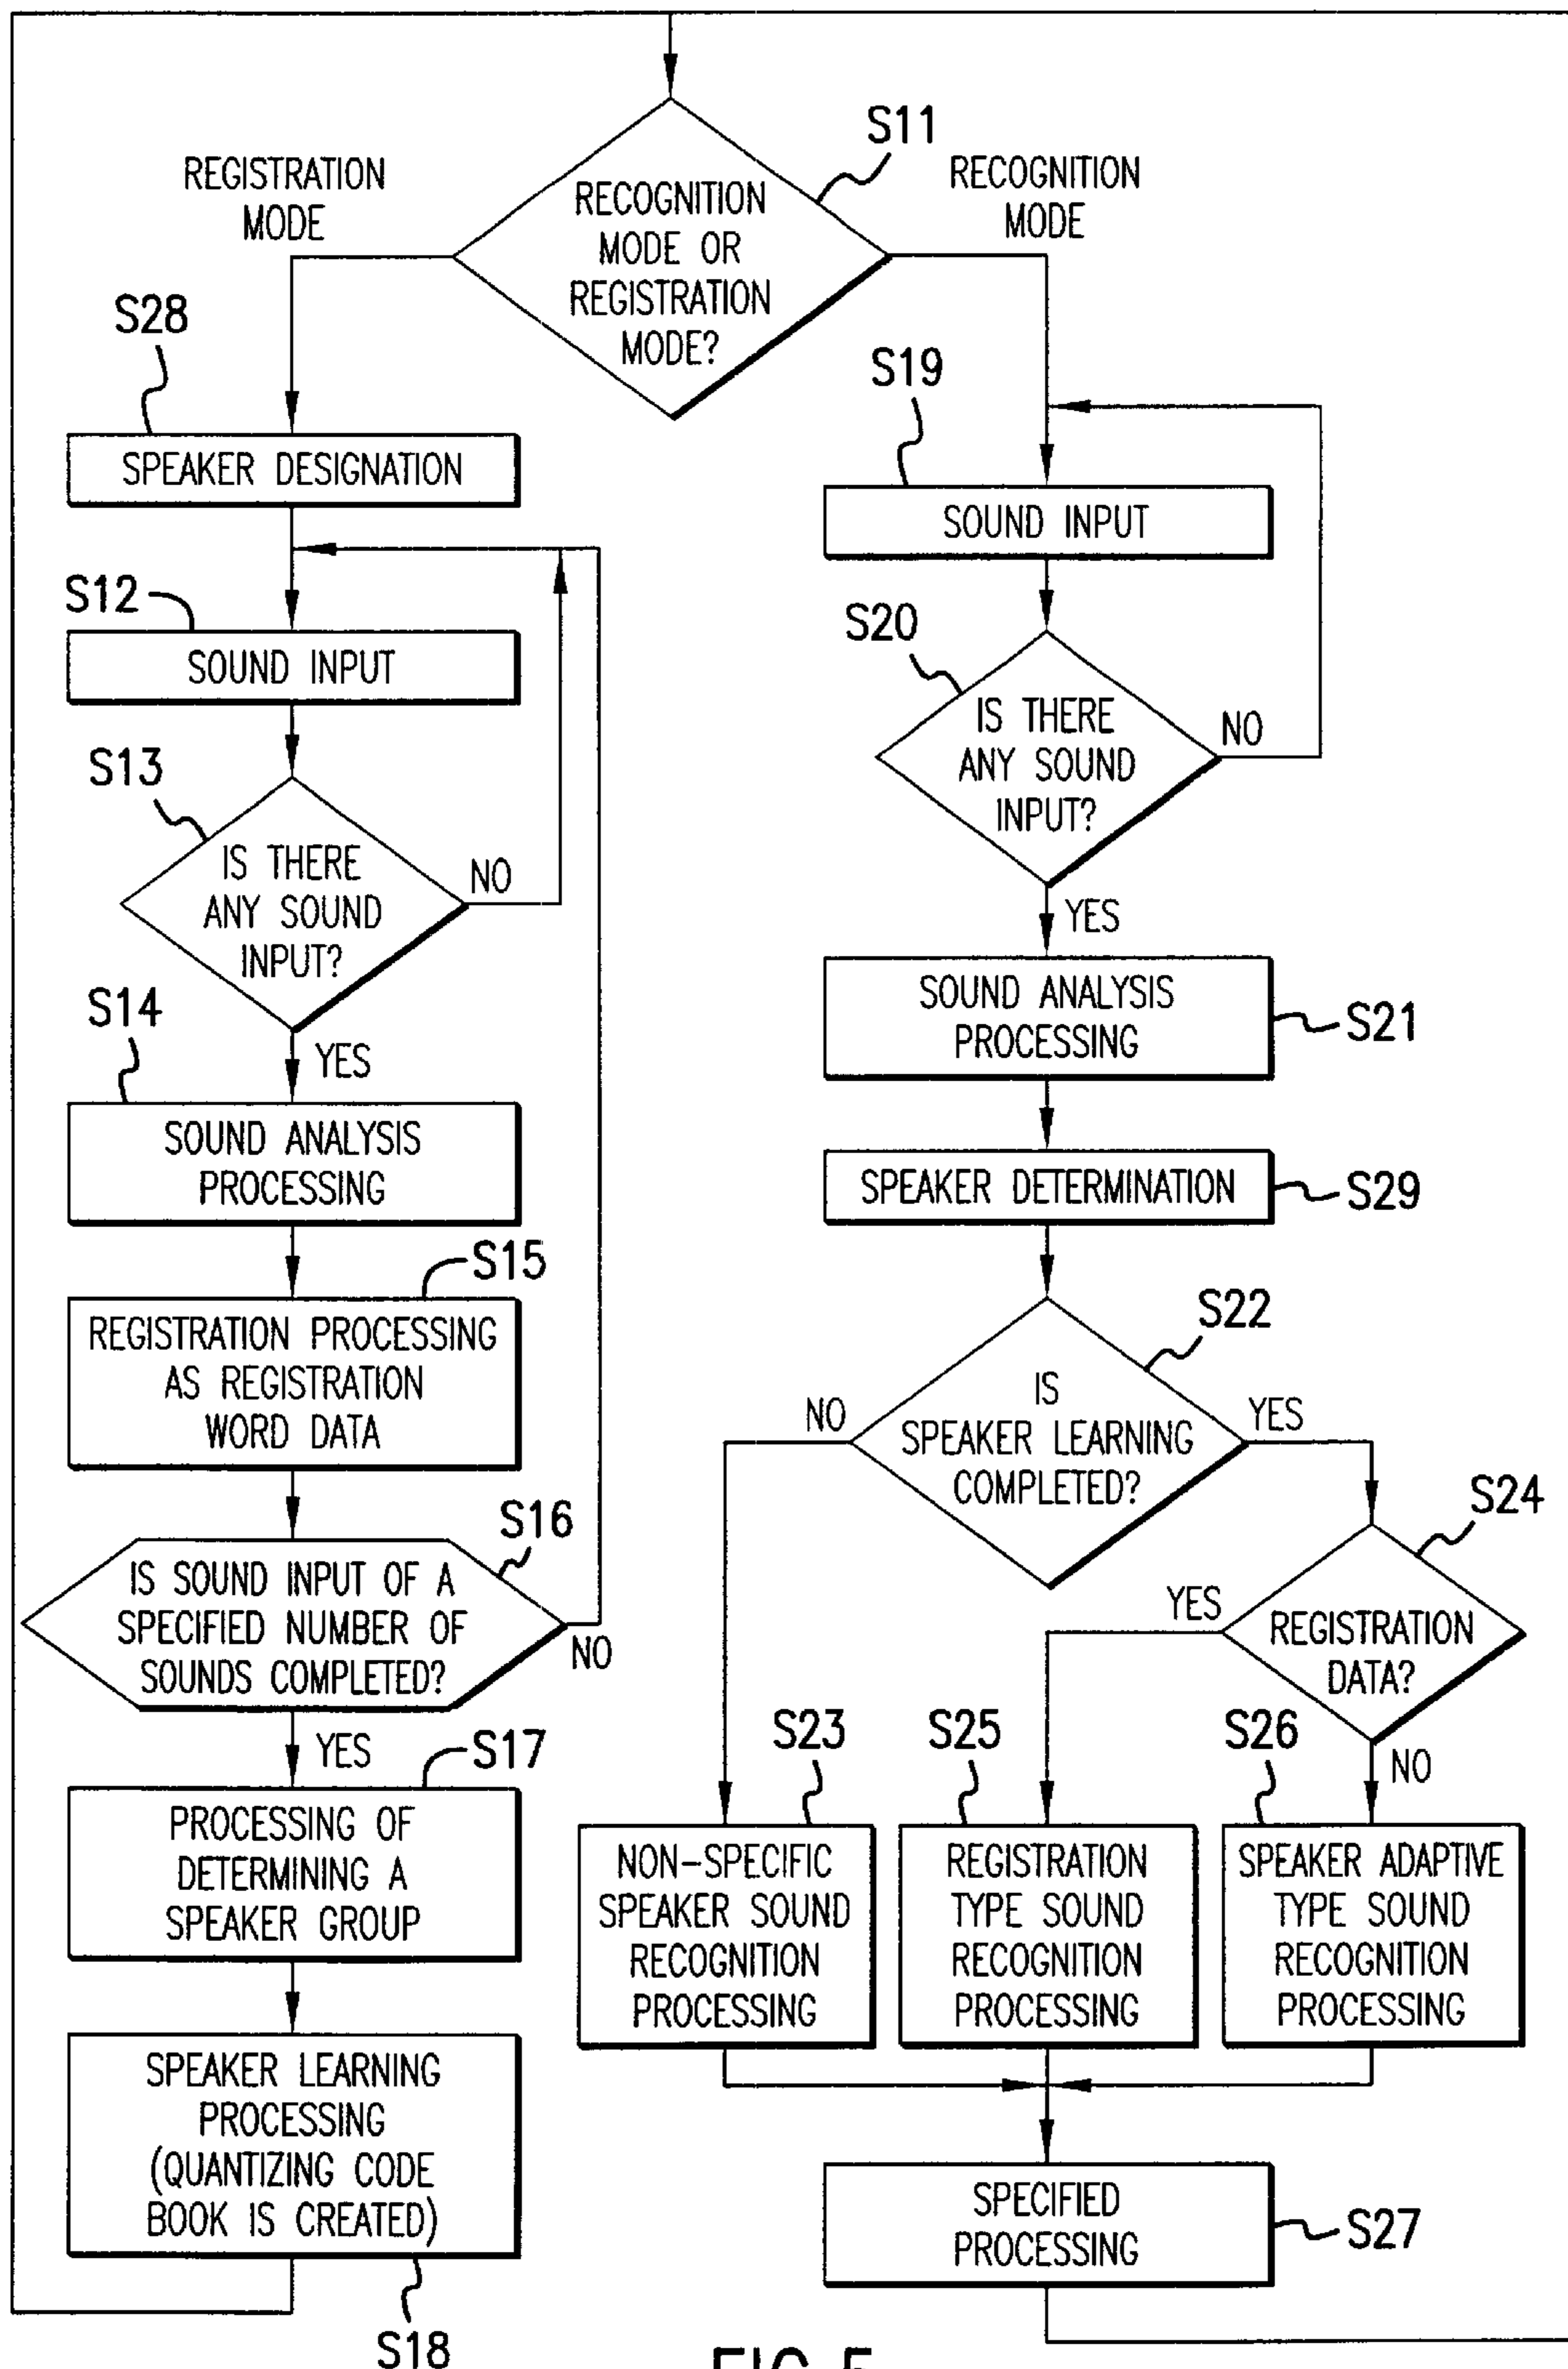 S11
REGISTRATION
MODE
RECOGNITION
MODE
RECOGNITION
MODE OR
REGISTRATION
MODE?
S28
SPEAKER DESIGNATION
S12
SOUND INPUT
S13
IS THERE
ANY SOUND
INPUT?
NO
YES
S14
SOUND ANALYSIS
PROCESSING
S15
REGISTRATION PROCESSING
AS REGISTRATION
WORD DATA
S16
IS SOUND INPUT OF A
SPECIFIED NUMBER OF
SOUNDS COMPLETED?
NO
YES
S17
PROCESSING OF
DETERMINING A
SPEAKER GROUP
SPEAKER LEARNING
PROCESSING
(QUANTIZING CODE
BOOK IS CREATED)
S18
S19
SOUND INPUT
S20
IS THERE
ANY SOUND
INPUT?
NO
YES
SOUND ANALYSIS
PROCESSING
S21
SPEAKER DETERMINATION
S29
S22
IS
SPEAKER LEARNING
COMPLETED?
NO
YES
S24
REGISTRATION
DATA?
YES
NO
S23
NON-SPECIFIC
SPEAKER SOUND
RECOGNITION
PROCESSING
S25
REGISTRATION
TYPE SOUND
RECOGNITION
PROCESSING
S26
SPEAKER ADAPTIVE
TYPE SOUND
RECOGNITION
PROCESSING
SPECIFIED
PROCESSING
S27
FIG.5